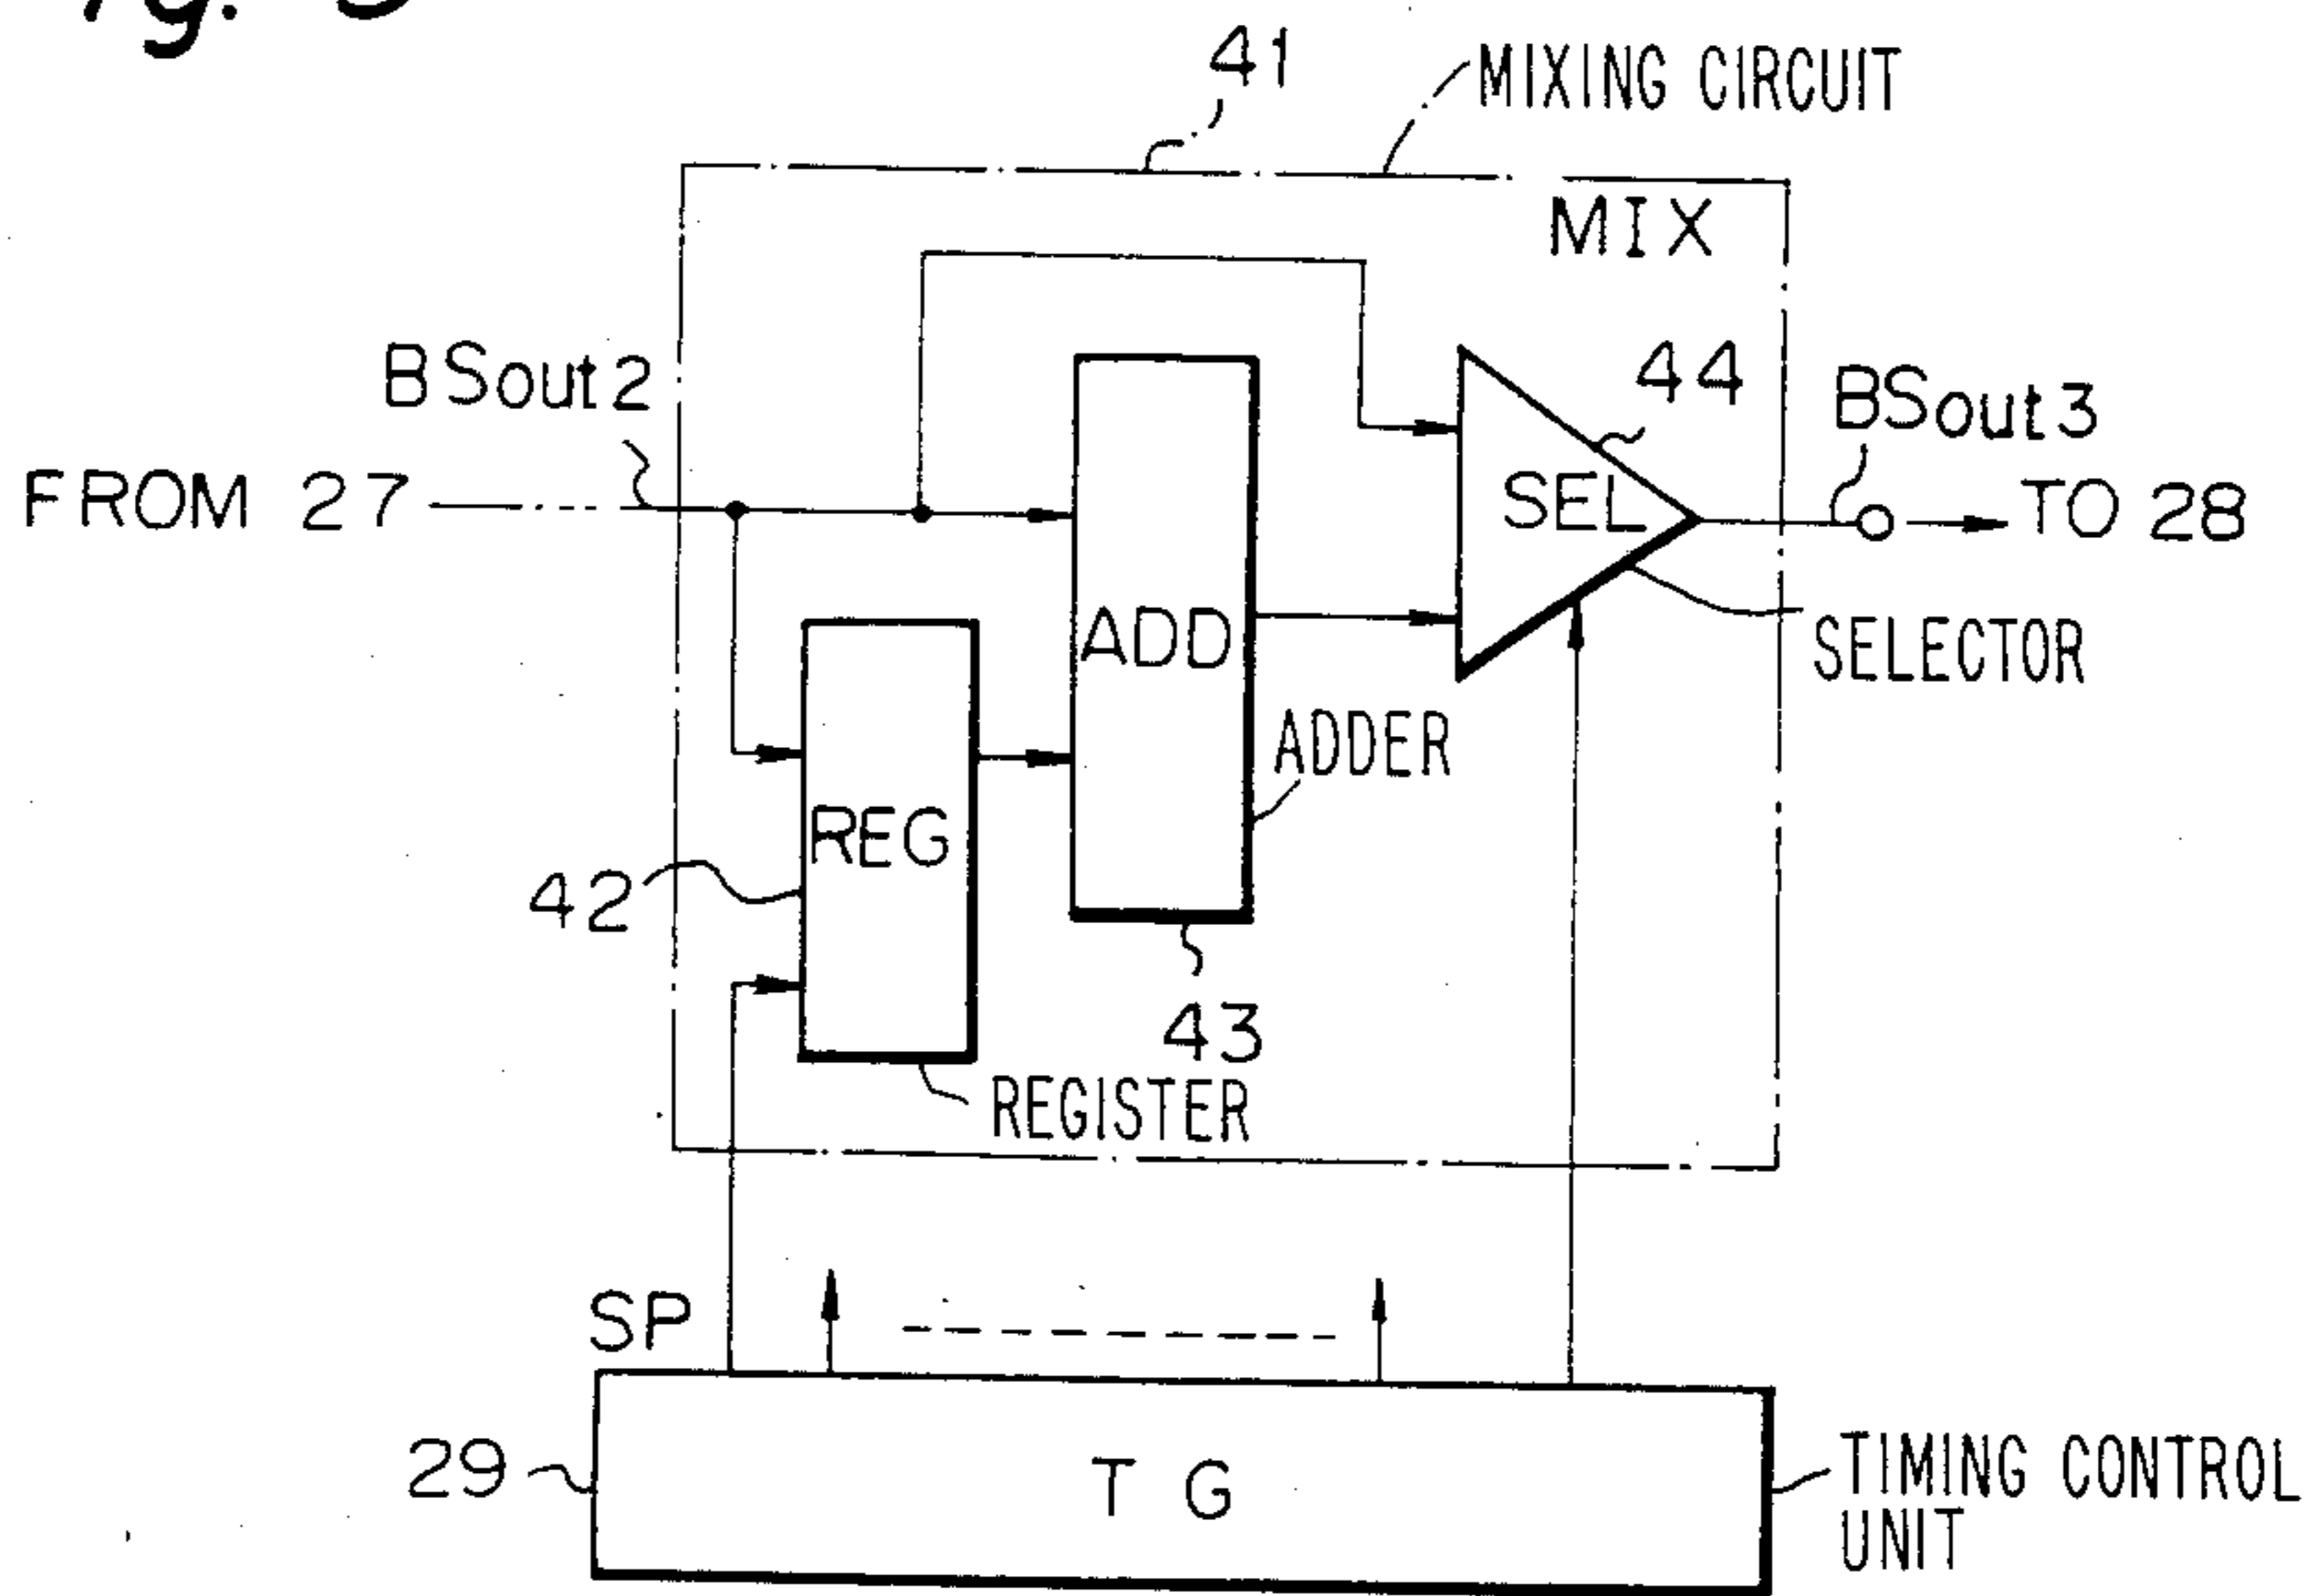 41
MIXING CIRCUIT
MIX
BSout2
44
BSout3
FROM 27
SEL
TO 28
ADD
SELECTOR
ADDER
REG
42
43
REGISTER
SP
29
TG
TIMING CONTROL
UNIT